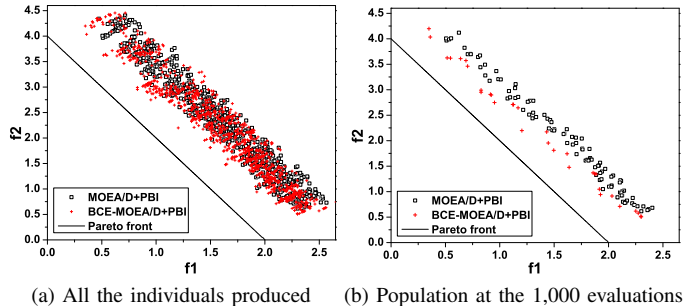 4.5
4.0
3.5
3.0
2.5
2.0
1.5
1.0
0.5
0.0
f2
MOEA/D+PBI
BCE-MOEA/D+PBI
Pareto front
0.0 0.5 1.0 1.5 2.0 2.5
f1
(a) All the individuals produced
4.5
4.0
3.5
3.0
2.5
2.0
1.5
1.0
0.5
0.0
f2
MOEA/D+PBI
BCE-MOEA/D+PBI
Pareto front
0.0 0.5 1.0 1.5 2.0 2.5
f1
(b) Population at the 1,000 evaluations